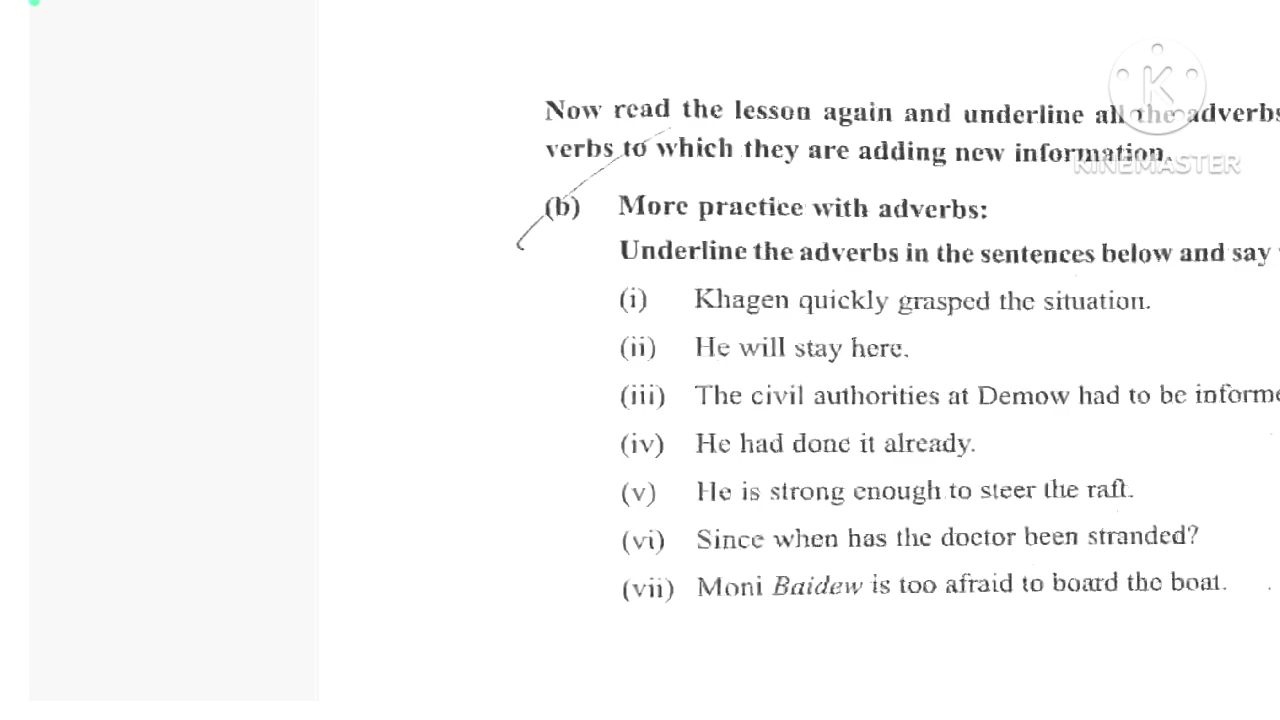 Now read the lesson again and underline all the adverbs
verbs to which they are adding new information.
KINEMASTER
(b) More practice with adverbs:
Underline the adverbs in the sentences below and say
(i) Khagen quickly grasped the situation.
(ii) He will stay here.
(iii) The civil authorities at Demow had to be informe
(iv) He had done it already.
(v) He is strong enough to steer the raft.
(vi) Since when has the doctor been stranded?
(vii) Moni Baidew is too afraid to board the boat.